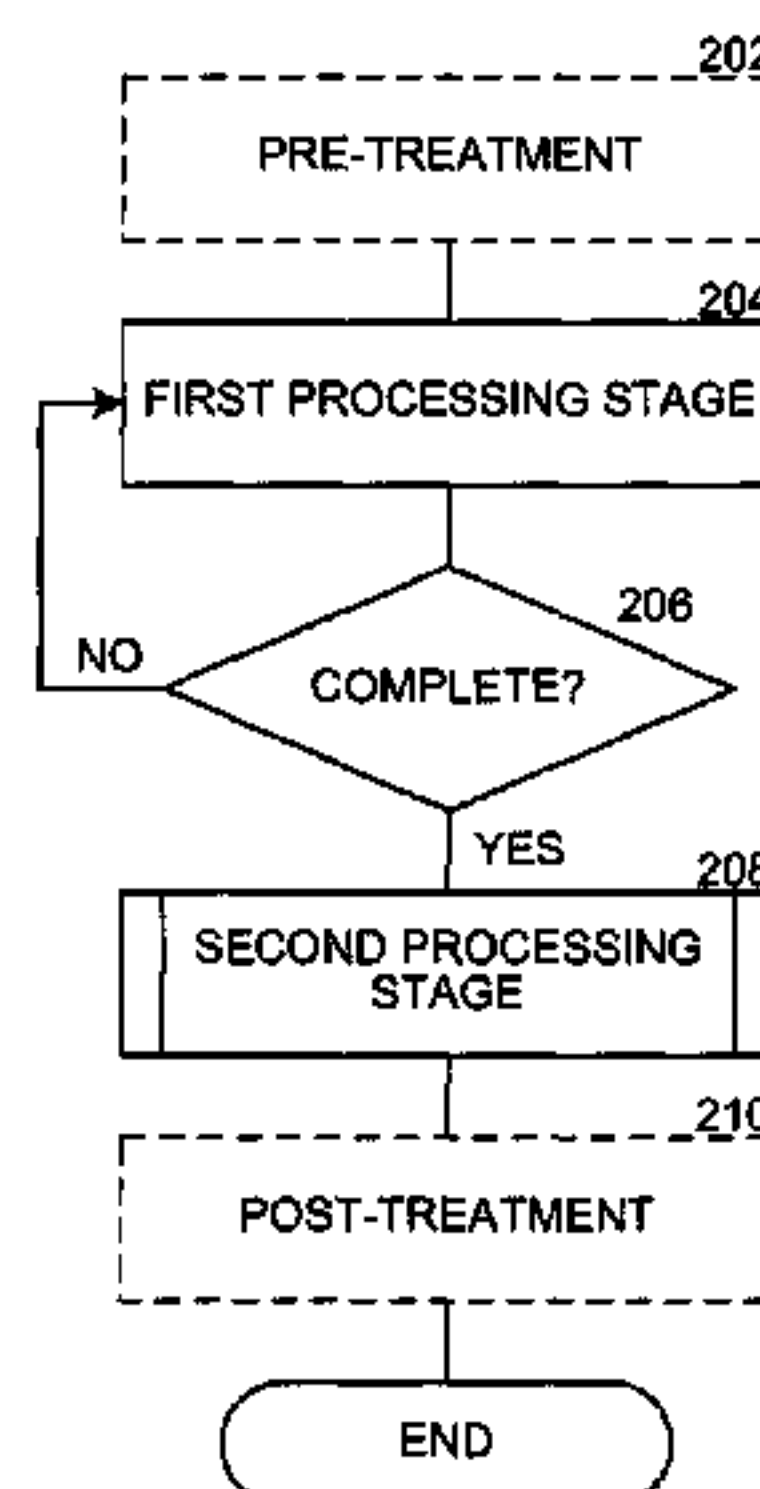 202
PRE-TREATMENT
204
FIRST PROCESSING STAGE
206
COMPLETE?
NO
YES
208
SECOND PROCESSING
STAGE
210
POST-TREATMENT
END